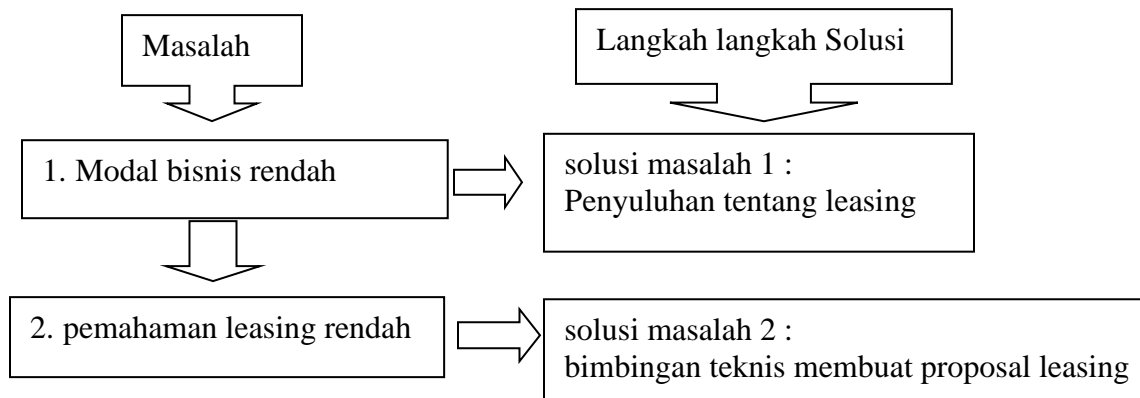 Masalah
Langkah langkah Solusi
1. Modal bisnis rendah
solusi masalah 1 :
Penyuluhan tentang leasing
2. pemahaman leasing rendah
solusi masalah 2 :
bimbingan teknis membuat proposal leasing